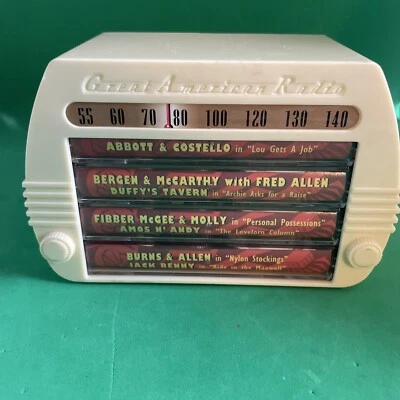 Great American Radio
55 60 70 80 100 120 130 140
ABBOTT & COSTELLO in "Lou Gets A Job"
BERGEN & McCARTHY with FRED ALLEN
DUFFY'S TAVERN in "Archie Asks for a Raise"
FIBBER McGEE & MOLLY in "Personal Possessions"
AMOS N' ANDY in "The Lovelorn Column"
BURNS & ALLEN in "Nylon Stockings"
JACK BENNY in "Ride in the Maxwell"